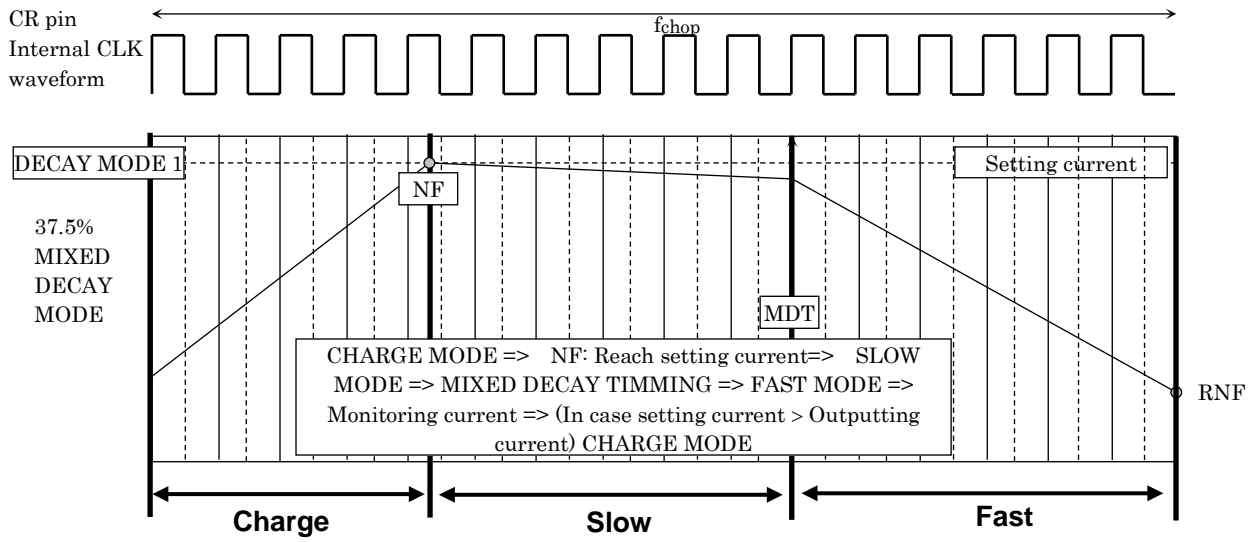 CR pin
Internal CLK
waveform
fchop
DECAY MODE 1
Setting current
NF
37.5%
MIXED
DECAY
MODE
MDT
CHARGE MODE => NF: Reach setting current=> SLOW
MODE => MIXED DECAY TIMMING => FAST MODE =>
Monitoring current => (In case setting current > Outputting
current) CHARGE MODE
RNF
Charge
Slow
Fast